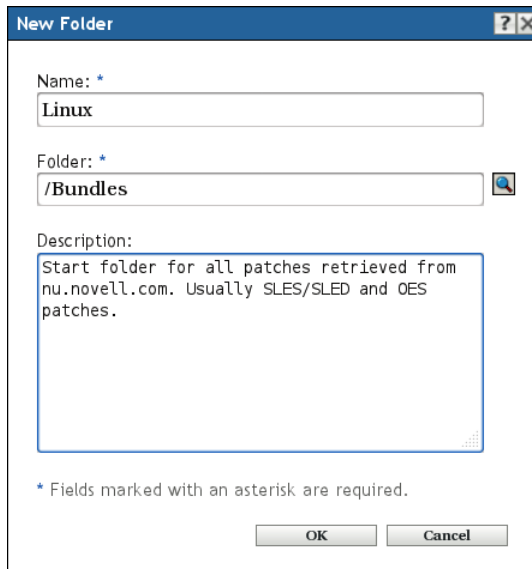 New Folder
Name: *
Linux
Folder: *
/Bundles
Description:
Start folder for all patches retrieved from
nu.novell.com. Usually SLES/SLED and OES
patches.
* Fields marked with an asterisk are required.
OK Cancel